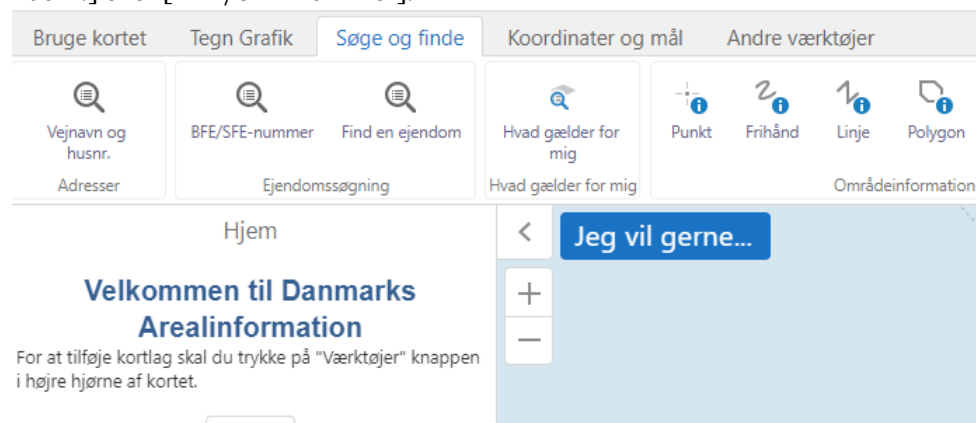 Bruge kortet Tegn Grafik Søge og finde Koordinater og mål Andre værktøjer
Vejnavn og husnr.
BFE/SFE-nummer
Find en ejendom
Hvad gælder for mig
Punkt
Frihånd
Linje
Polygon
Adresser
Ejendomssøgning
Hvad gælder for mig
Områdeinformation
Hjem
Jeg vil gerne...
Velkommen til Danmarks
Arealinformation
For at tilføje kortlag skal du trykke på "Værktøjer" knappen
i højre hjørne af kortet.